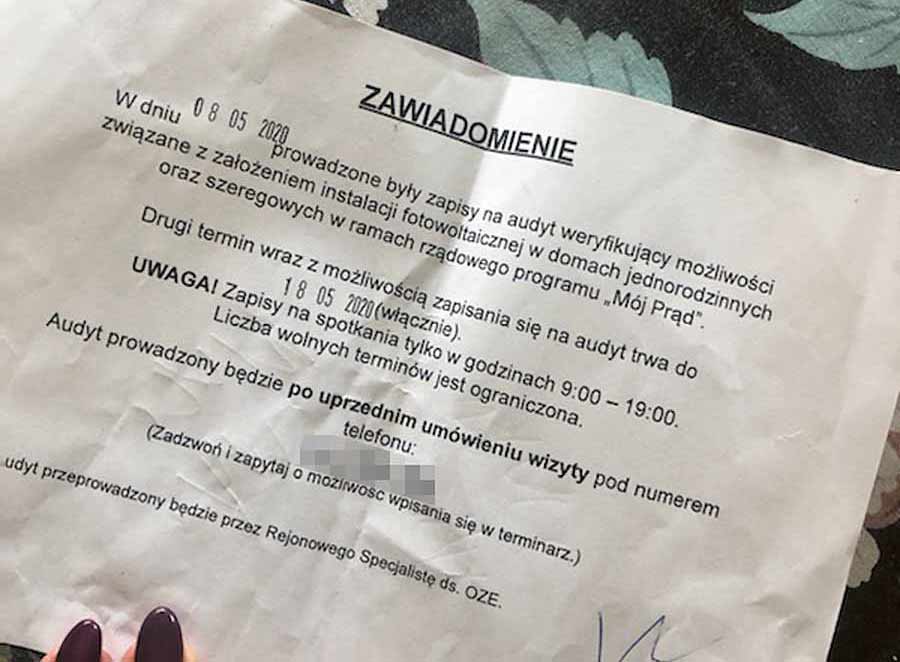 ZAWIADOMIENIE
W dniu 08 05 2020 prowadzone były zapisy na audyt weryfikujący możliwości
związane z założeniem instalacji fotowoltaicznej w domach jednorodzinnych
oraz szeregowych w ramach rządowego programu „Mój Prąd”.
Drugi termin wraz z możliwością zapisania się na audyt trwa do
18 05 2020 (włącznie).
UWAGA! Zapisy na spotkania tylko w godzinach 9:00 – 19:00.
Liczba wolnych terminów jest ograniczona.
Audyt prowadzony będzie po uprzednim umówieniu wizyty pod numerem
telefonu:
(Zadzwoń i zapytaj o możliwość wpisania się w terminarz.)
udyt przeprowadzony będzie przez Rejonowego Specjalistę ds. OZE.